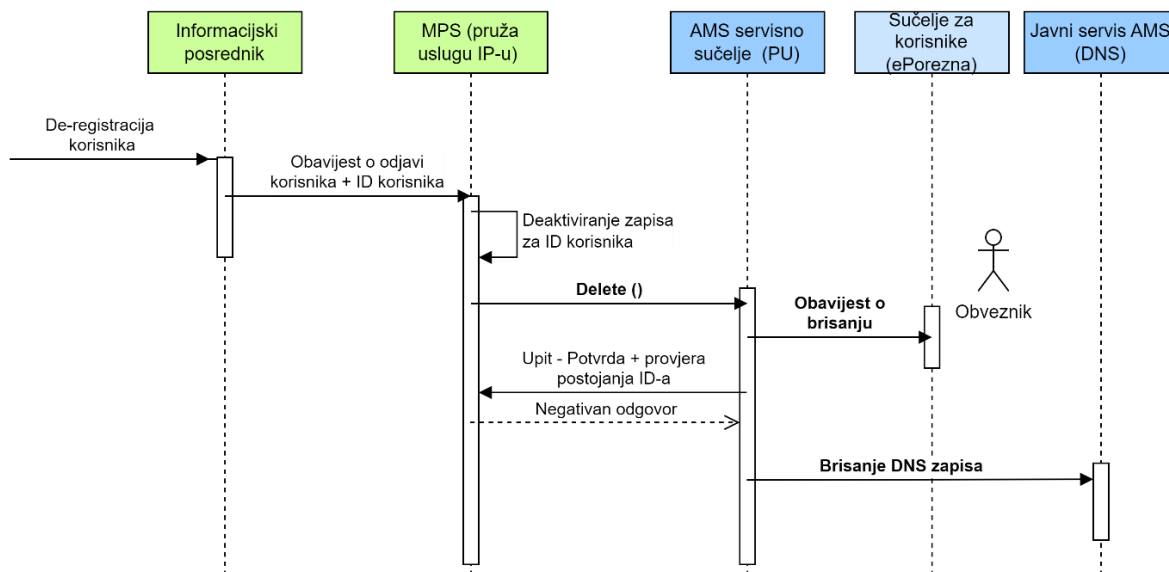 Informacijski
posrednik
MPS (pruža
uslugu IP-u)
AMS servisno
sučelje (PU)
Sučelje za
korisnike
(ePorezna)
Javni servis AMS
(DNS)
De-registracija
korisnika
Obavijest o odjavi
korisnika + ID korisnika
Deaktiviranje zapisa
za ID korisnika
Delete ()
Obavijest o
brisanju
Obveznik
Upit - Potvrda + provjera
postojanja ID-a
Negativan odgovor
Brisanje DNS zapisa